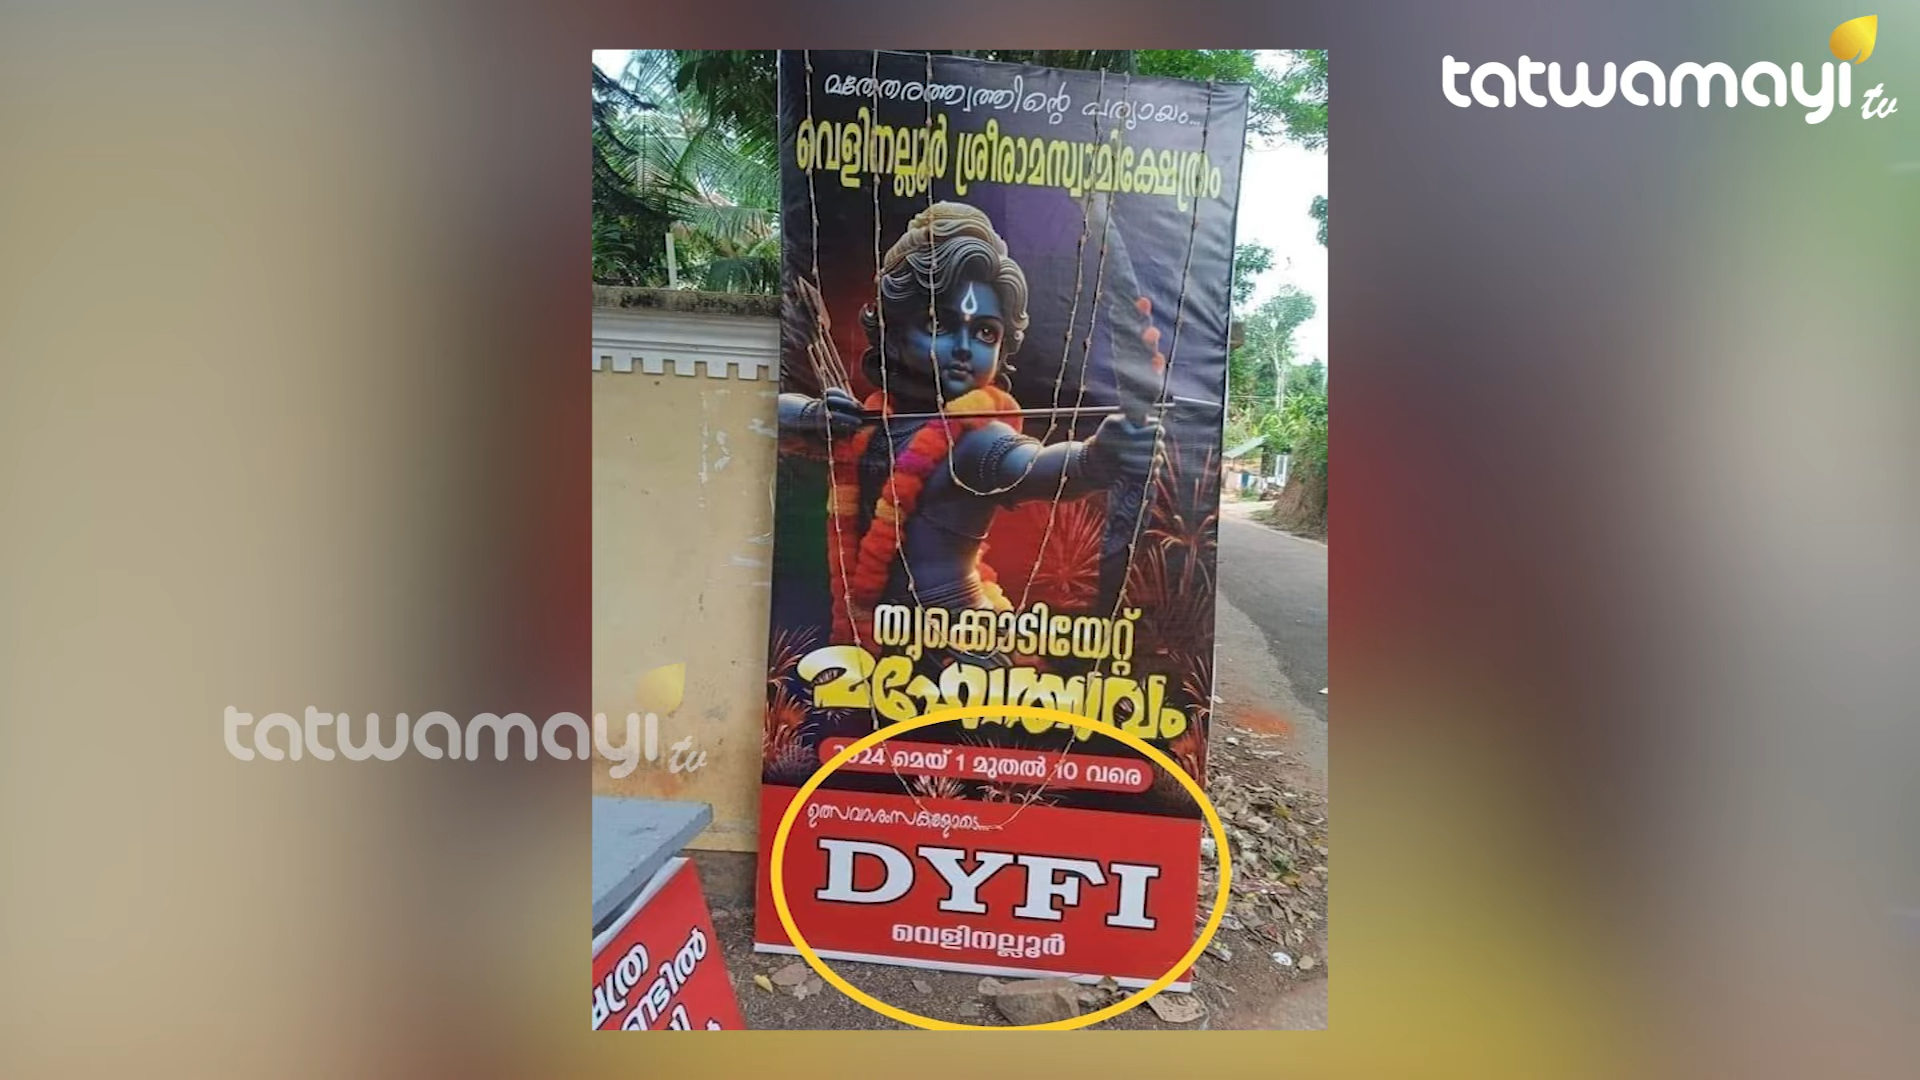 tatwamayi tv
മതേതരത്ത്വത്തിന്റെ പര്യായം...
വെളിനല്ലൂർ ശ്രീരാമസ്വാമിക്ഷേത്രം
തൃക്കൊടിയേറ്റ്
മഹോത്സവം
2024 മെയ് 1 മുതൽ 10 വരെ
ഉത്സവാശംസകളോടെ...
DYFI
വെളിനല്ലൂർ
tatwamayi tv